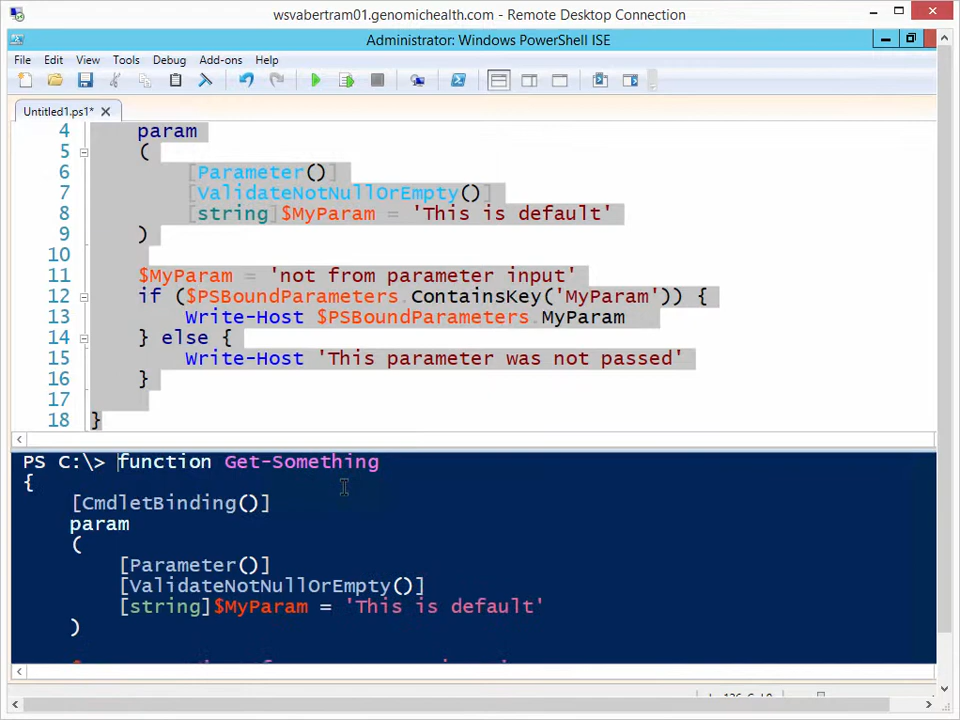 wsvabertram01.genomichealth.com - Remote Desktop Connection
Administrator: Windows PowerShell ISE
File Edit View Tools Debug Add-ons Help
Untitled1.ps1*
4 param
5 (
6 [Parameter()]
7 [ValidateNotNullOrEmpty()]
8 [string]$MyParam = 'This is default'
9 )
10
11 $MyParam = 'not from parameter input'
12 if ($PSBoundParameters.ContainsKey('MyParam')) {
13 Write-Host $PSBoundParameters.MyParam
14 } else {
15 Write-Host 'This parameter was not passed'
16 }
17
18 }
PS C:\> function Get-Something
{
[CmdletBinding()]
param
(
[Parameter()]
[ValidateNotNullOrEmpty()]
[string]$MyParam = 'This is default'
)